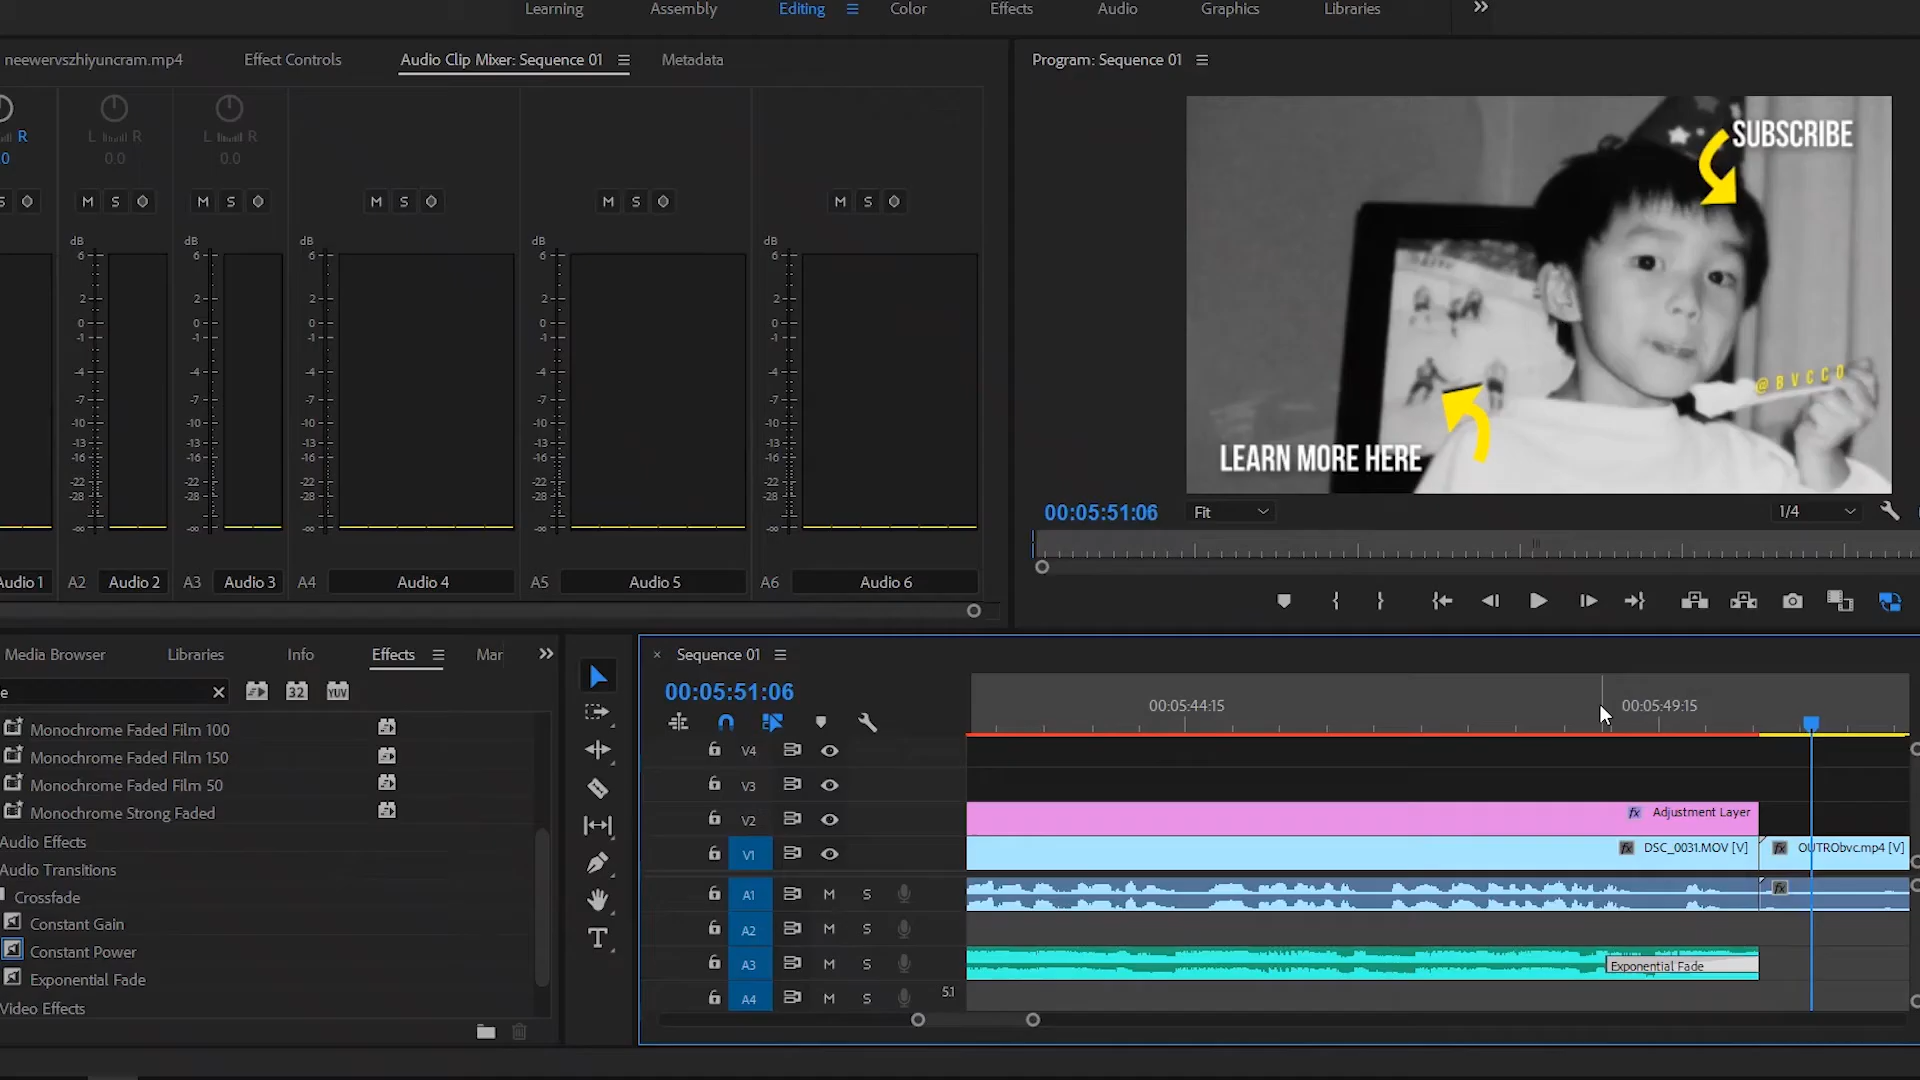 Learning Assembly Editing Color Effects Audio Graphics Libraries
neewervszhiyuncram.mp4 Effect Controls Audio Clip Mixer: Sequence 01 Metadata
Program: Sequence 01
R L R L R
0.0 0.0
S M S M S M S M S M S
dB dB dB dB dB
6 6 6 6 6
2 2 2 2 2
0 0 0 0 0
-1 -1 -1 -1 -1
-4 -4 -4 -4 -4
-7 -7 -7 -7 -7
-10 -10 -10 -10 -10
-13 -13 -13 -13 -13
-16 -16 -16 -16 -16
-22 -22 -22 -22 -22
-28 -28 -28 -28 -28
-∞ -∞ -∞ -∞ -∞
Audio 1 A2 Audio 2 A3 Audio 3 A4 Audio 4 A5 Audio 5 A6 Audio 6
SUBSCRIBE
@BVCCO
LEARN MORE HERE
00:05:51:06 Fit 1/4
Media Browser Libraries Info Effects Mar
e 32 YUV
Monochrome Faded Film 100
Monochrome Faded Film 150
Monochrome Faded Film 50
Monochrome Strong Faded
Audio Effects
Audio Transitions
Crossfade
Constant Gain
Constant Power
Exponential Fade
Video Effects
T
Sequence 01
00:05:51:06
00:05:44:15 00:05:49:15
V4
V3
V2 fx Adjustment Layer
V1 fx DSC_0031.MOV [V] fx OUTRObvc.mp4 [V]
A1 M S fx
A2 M S
A3 M S Exponential Fade
A4 M S 5.1